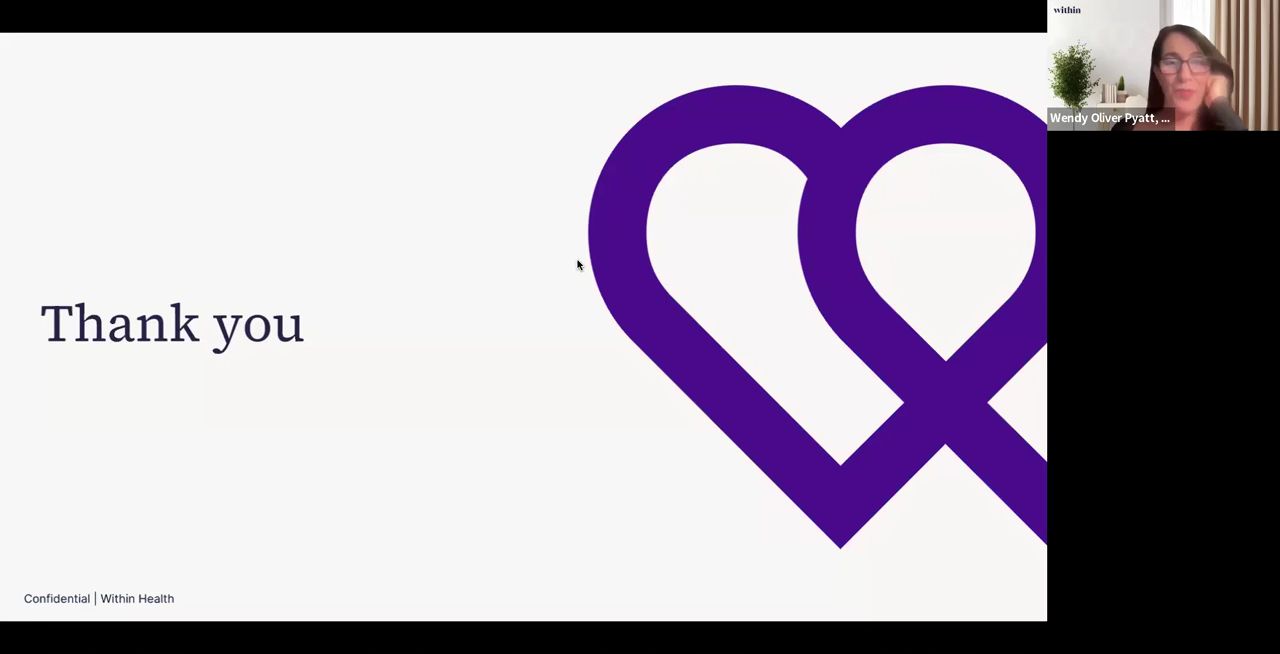 within
Wendy Oliver Pyatt, ...
Thank you
Confidential | Within Health